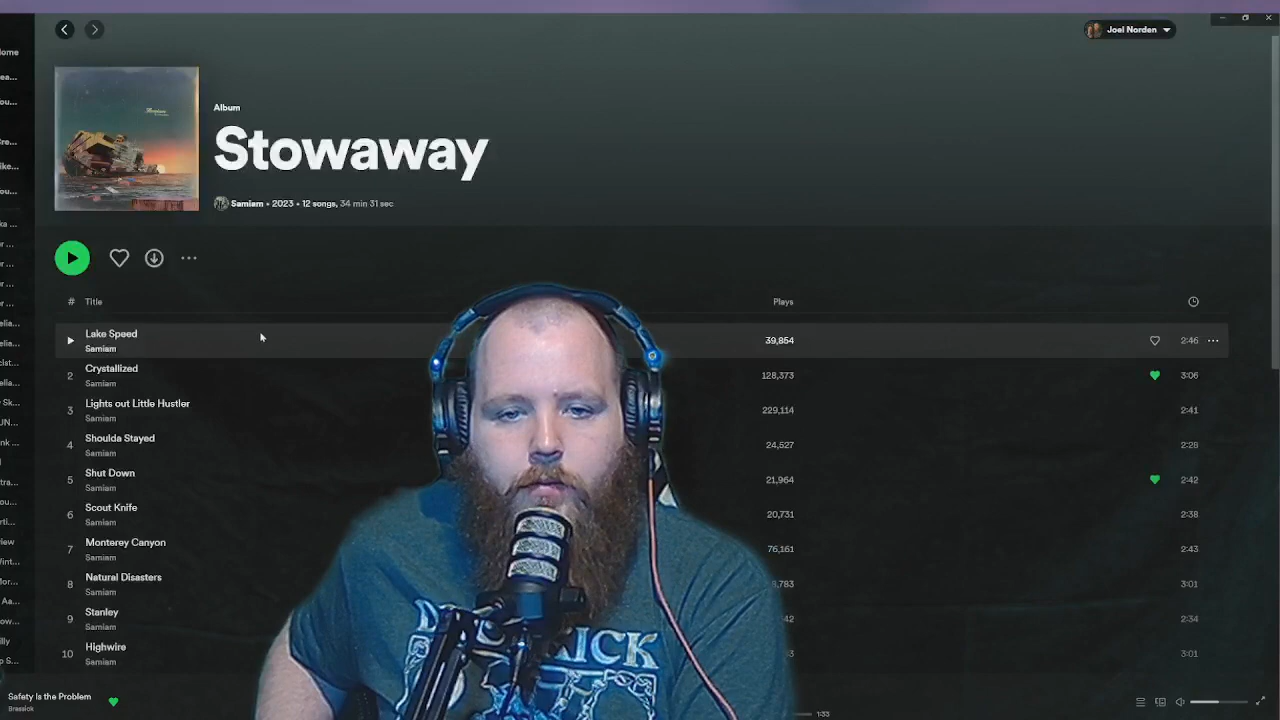 Joel Norden
Album
Stowaway
Samiam • 2023 • 12 songs, 34 min 31 sec
# Title Plays
Lake Speed 39,854 2:46
Samiam
2 Crystallized 128,373 3:06
Samiam
3 Lights out Little Hustler 229,114 2:41
Samiam
4 Shoulda Stayed 24,527 2:28
Samiam
5 Shut Down 21,964 2:42
Samiam
6 Scout Knife 20,731 2:38
Samiam
7 Monterey Canyon 76,161 2:43
Samiam
8 Natural Disasters 3:01
Samiam
9 Stanley 2:34
Samiam
10 Highwire 3:01
Samiam
Safety Is the Problem
Brassick
1:33